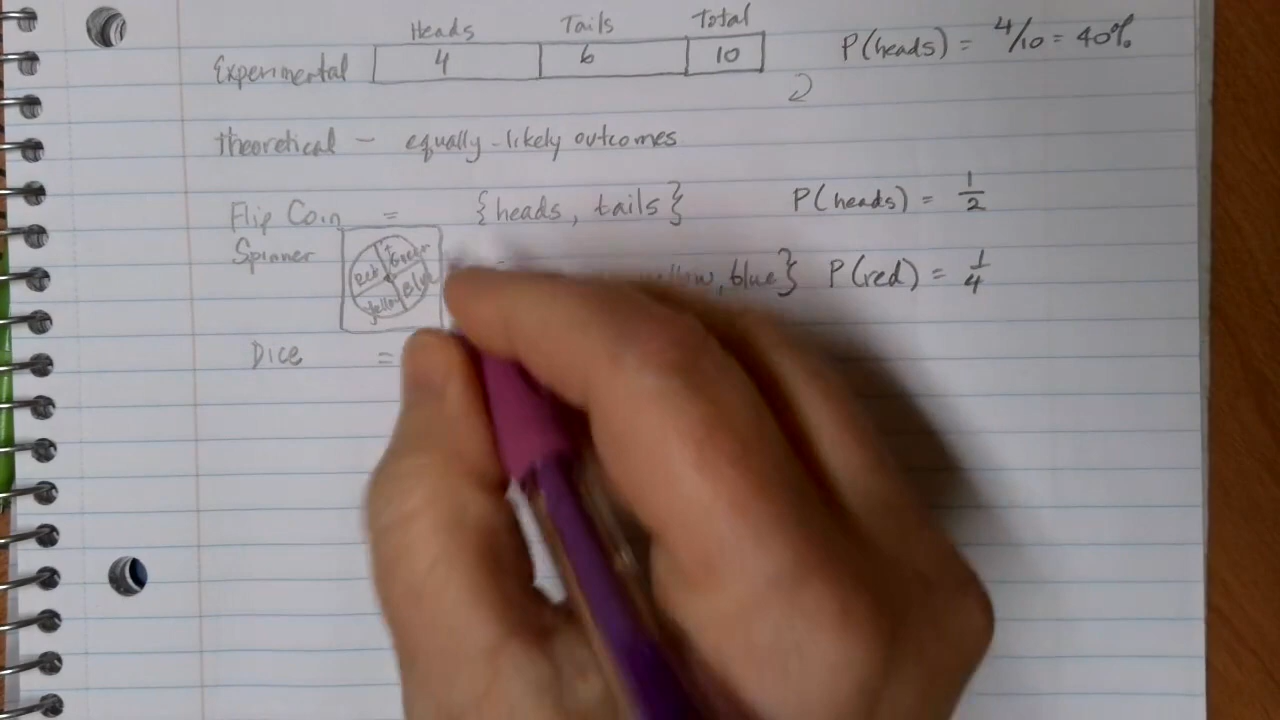 Heads Tails Total
Experimental 4 6 10 P(heads) = 4/10 = 40%
theoretical - equally-likely outcomes
Flip Coin = {heads, tails} P(heads) = 1/2
Spinner Red Green Yellow Blue
yellow, blue} P(red) = 1/4
Dice =